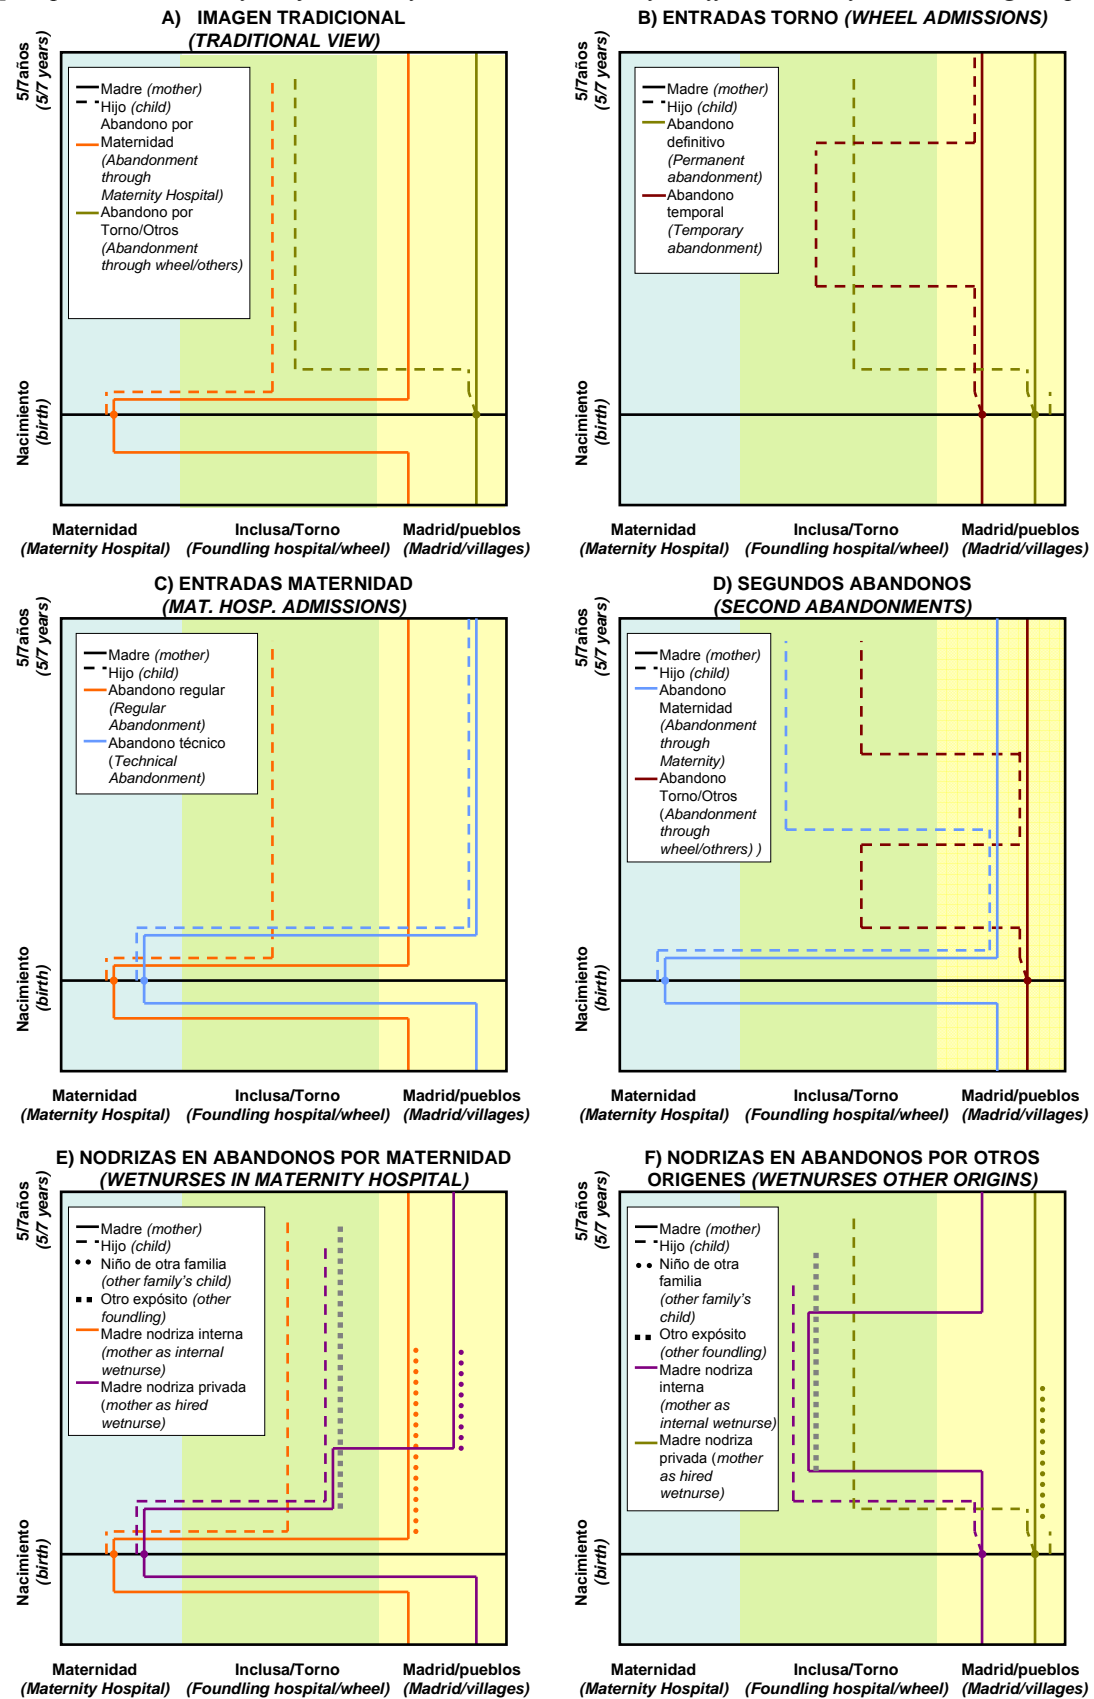 A) IMAGEN TRADICIONAL
(TRADITIONAL VIEW)
5/7años
(5/7 years)
Madre (mother)
Hijo (child)
Abandono por
Maternidad
(Abandonment
through
Maternity Hospital)
Abandono por
Torno/Otros
(Abandonment
through wheel/others)
Nacimiento
(birth)
Maternidad
(Maternity Hospital)
Inclusa/Torno
(Foundling hospital/wheel)
Madrid/pueblos
(Madrid/villages)
B) ENTRADAS TORNO (WHEEL ADMISSIONS)
5/7años
(5/7 years)
Madre (mother)
Hijo (child)
Abandono
definitivo
(Permanent
abandonment)
Abandono
temporal
(Temporary
abandonment)
Nacimiento
(birth)
Maternidad
(Maternity Hospital)
Inclusa/Torno
(Foundling hospital/wheel)
Madrid/pueblos
(Madrid/villages)
C) ENTRADAS MATERNIDAD
(MAT. HOSP. ADMISSIONS)
5/7años
(5/7 years)
Madre (mother)
Hijo (child)
Abandono regular
(Regular
Abandonment)
Abandono técnico
(Technical
Abandonment)
Nacimiento
(birth)
Maternidad
(Maternity Hospital)
Inclusa/Torno
(Foundling hospital/wheel)
Madrid/pueblos
(Madrid/villages)
D) SEGUNDOS ABANDONOS
(SECOND ABANDONMENTS)
5/7años
(5/7 years)
Madre (mother)
Hijo (child)
Abandono
Maternidad
(Abandonment
through
Maternity)
Abandono
Torno/Otros
(Abandonment
through
wheel/othrers) )
Nacimiento
(birth)
Maternidad
(Maternity Hospital)
Inclusa/Torno
(Foundling hospital/wheel)
Madrid/pueblos
(Madrid/villages)
E) NODRIZAS EN ABANDONOS POR MATERNIDAD
(WETNURSES IN MATERNITY HOSPITAL)
5/7años
(5/7 years)
Madre (mother)
Hijo (child)
Niño de otra familia
(other family's child)
Otro expósito (other
foundling)
Madre nodriza interna
(mother as internal
wetnurse)
Madre nodriza privada
(mother as hired
wetnurse)
Nacimiento
(birth)
Maternidad
(Maternity Hospital)
Inclusa/Torno
(Foundling hospital/wheel)
Madrid/pueblos
(Madrid/villages)
F) NODRIZAS EN ABANDONOS POR OTROS
ORIGENES (WETNURSES OTHER ORIGINS)
5/7años
(5/7 years)
Madre (mother)
Hijo (child)
Niño de otra
familia
(other family's
child)
Otro expósito
(other foundling)
Madre nodriza
interna
(mother as
internal wetnurse)
Madre nodriza
privada (mother
as hired
wetnurse)
Nacimiento
(birth)
Maternidad
(Maternity Hospital)
Inclusa/Torno
(Foundling hospital/wheel)
Madrid/pueblos
(Madrid/villages)